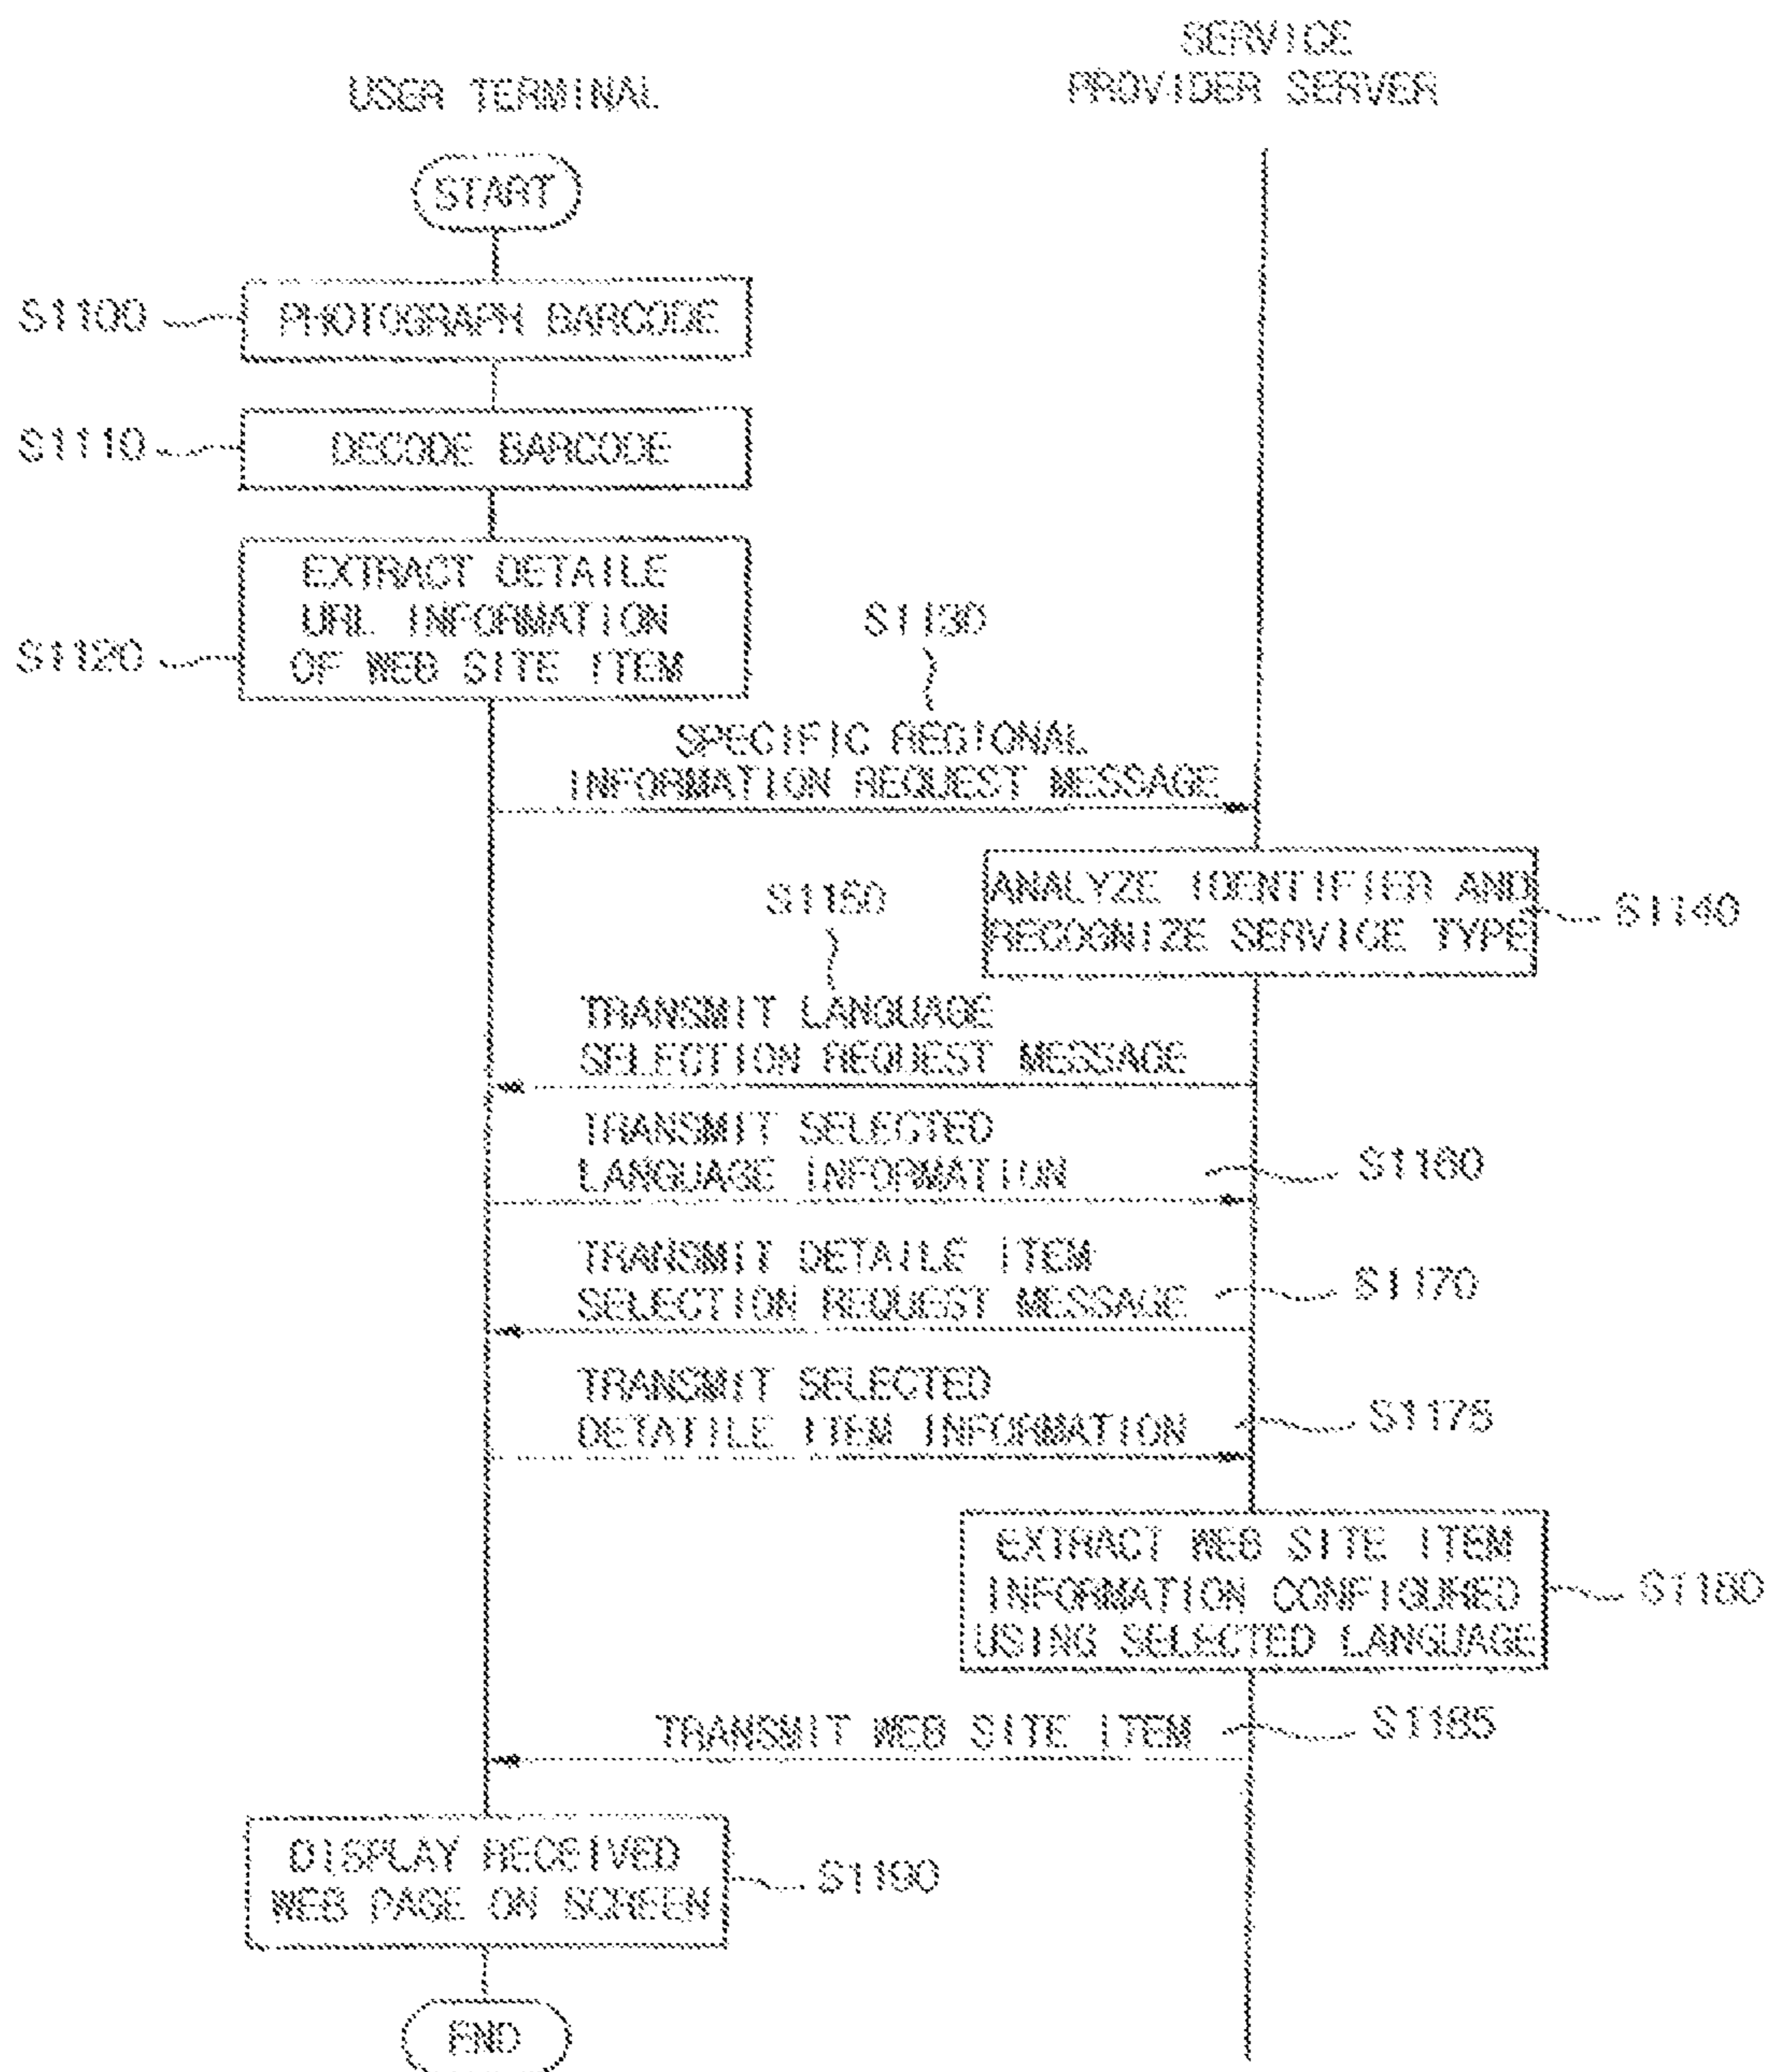 USER TERMINAL
SERVICE
PROVIDER SERVER
START
S1100
PHOTOGRAPH BARCODE
S1110
DECODE BARCODE
S1120
EXTRACT DETAILE
URL INFORMATION
OF WEB SITE ITEM
S1130
SPECIFIC REGIONAL
INFORMATION REQUEST MESSAGE
ANALYZE IDENTIFIER AND
RECOGNIZE SERVICE TYPE
S1140
S1150
TRANSMIT LANGUAGE
SELECTION REQUEST MESSAGE
TRANSMIT SELECTED
LANGUAGE INFORMATION
S1160
TRANSMIT DETAILE ITEM
SELECTION REQUEST MESSAGE
S1170
TRANSMIT SELECTED
DETATILE ITEM INFORMATION
S1175
EXTRACT WEB SITE ITEM
INFORMATION CONFIGURED
USING SELECTED LANGUAGE
S1180
TRANSMIT WEB SITE ITEM
S1185
DISPLAY RECEIVED
WEB PAGE ON SCREEN
S1190
END